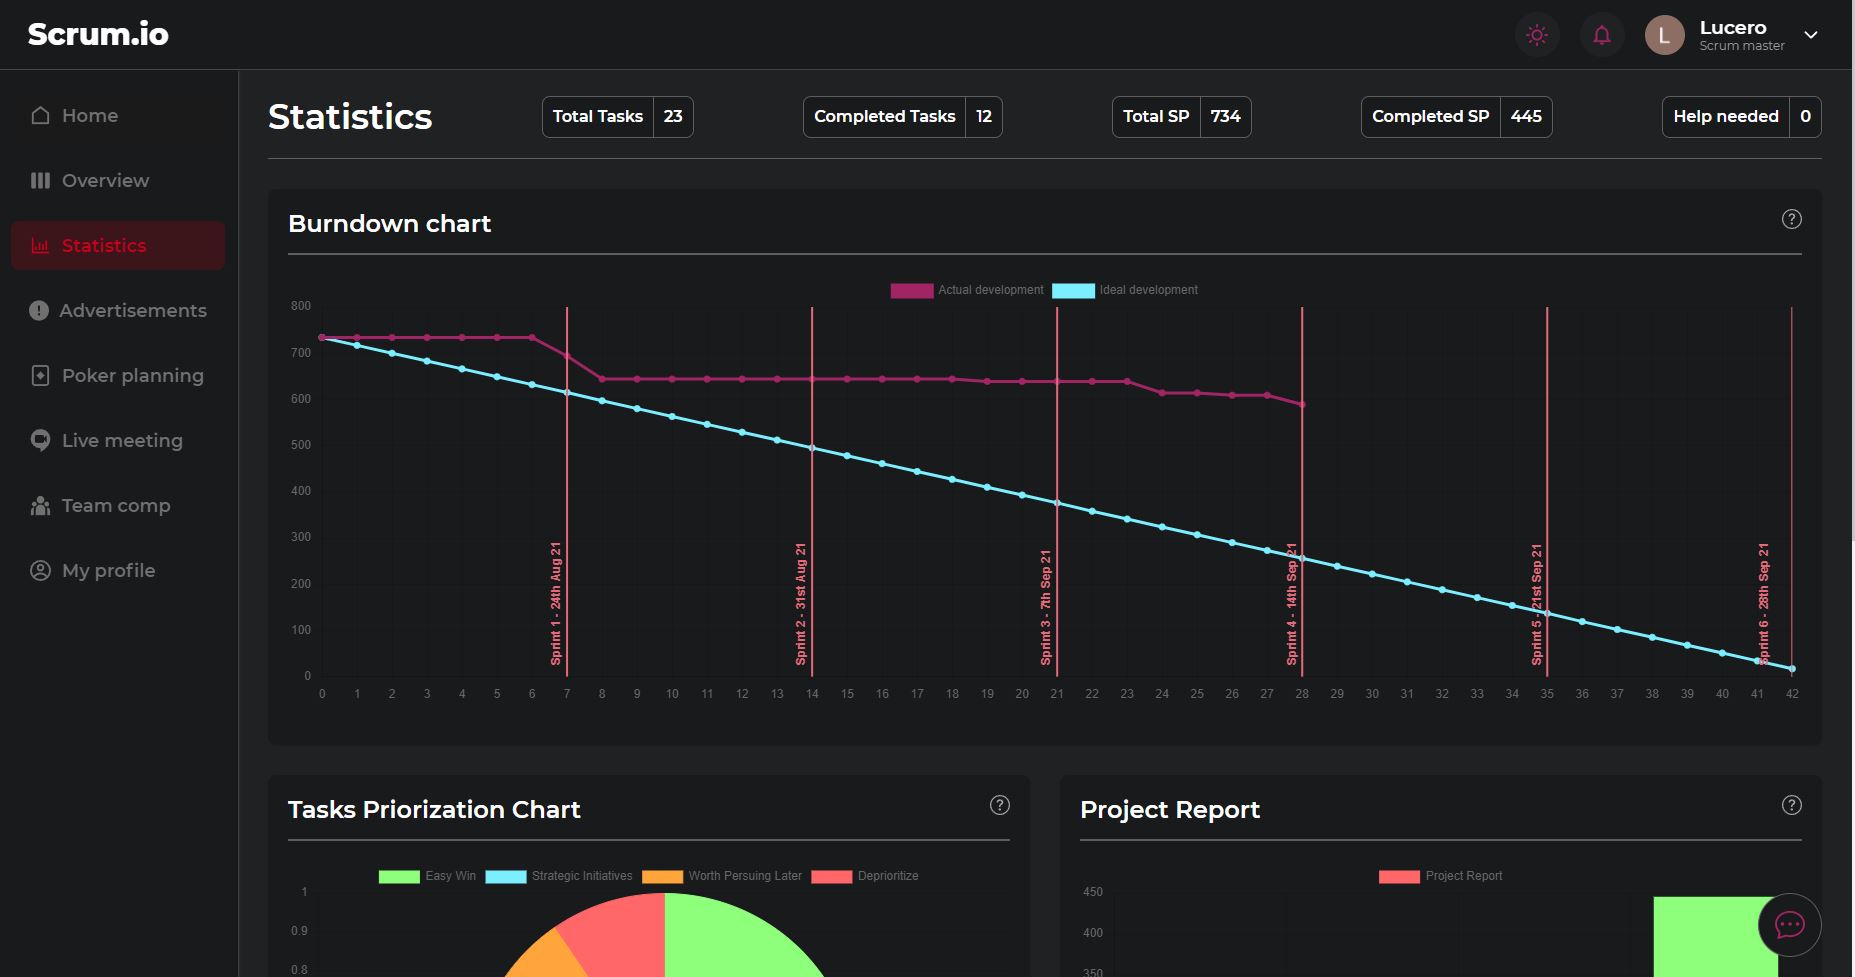 Scrum.io
L
Lucero
Scrum master
Home
Overview
Statistics
Advertisements
Poker planning
Live meeting
Team comp
My profile
Statistics
Total Tasks 23
Completed Tasks 12
Total SP 734
Completed SP 445
Help needed 0
Burndown chart
?
Actual development Ideal development
800
700
600
500
400
300
200
100
0
Sprint 1 - 24th Aug 21
Sprint 2 - 31st Aug 21
Sprint 3 - 7th Sep 21
Sprint 4 - 14th Sep 21
Sprint 5 - 21st Sep 21
Sprint 6 - 28th Sep 21
0 1 2 3 4 5 6 7 8 9 10 11 12 13 14 15 16 17 18 19 20 21 22 23 24 25 26 27 28 29 30 31 32 33 34 35 36 37 38 39 40 41 42
Tasks Priorization Chart
?
Easy Win Strategic Initiatives Worth Persuing Later Deprioritize
1
0.9
0.8
Project Report
?
Project Report
450
400
350